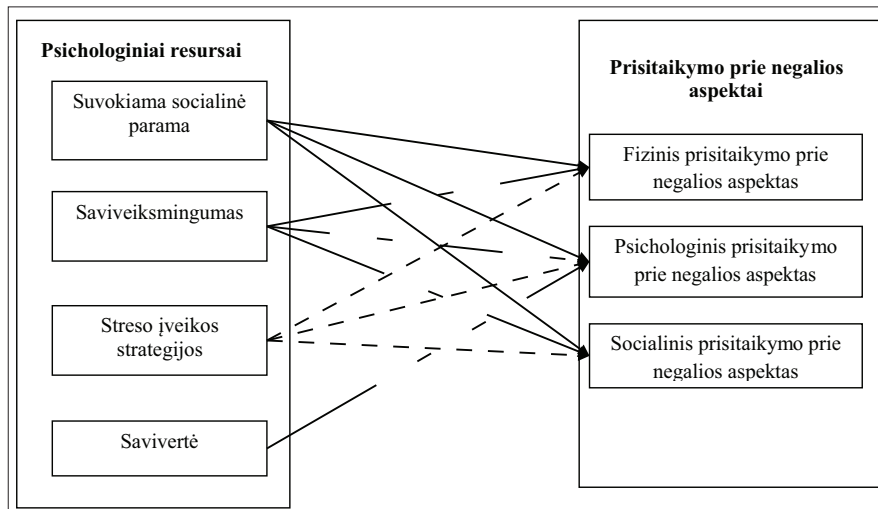 Psichologiniai resursai
Suvokiama socialinė
parama
Saviveiksmingumas
Streso įveikos
strategijos
Savivertė
Prisitaikymo prie negalios
aspektai
Fizinis prisitaikymo prie
negalios aspektas
Psichologinis prisitaikymo
prie negalios aspektas
Socialinis prisitaikymo prie
negalios aspektas